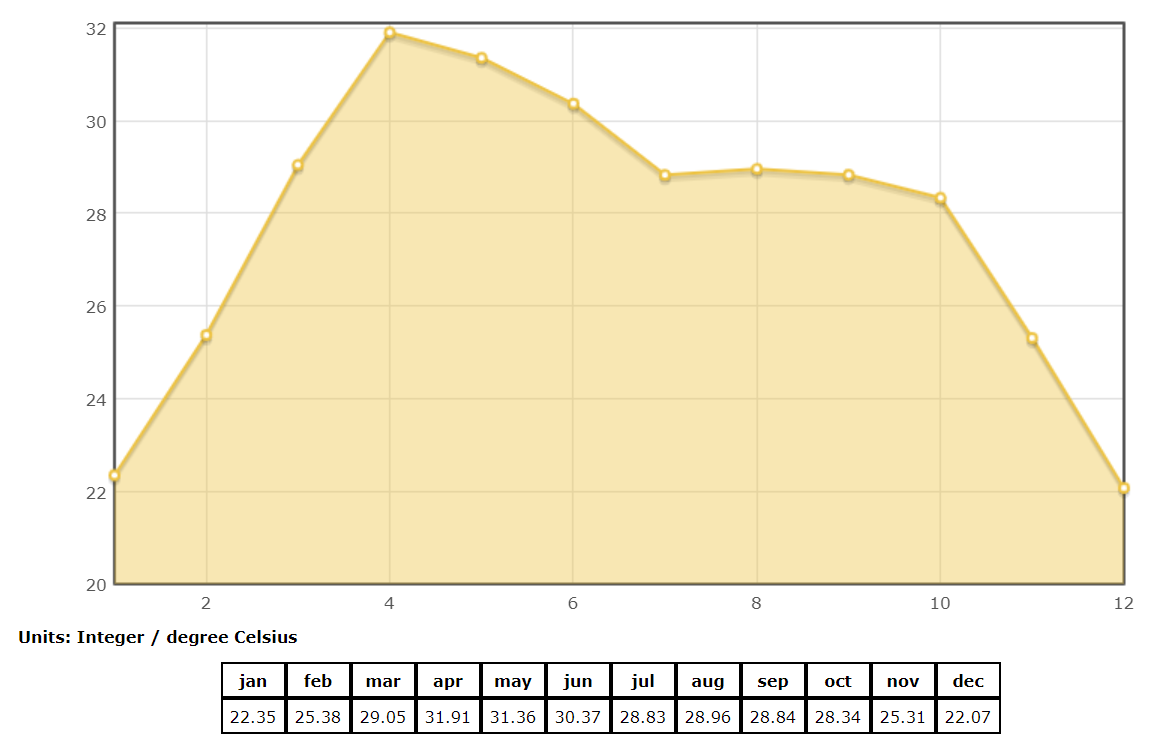 32
30
28
26
24
22
20
2 4 6 8 10 12
Units: Integer / degree Celsius
jan feb mar apr may jun jul aug sep oct nov dec
22.35 25.38 29.05 31.91 31.36 30.37 28.83 28.96 28.84 28.34 25.31 22.07